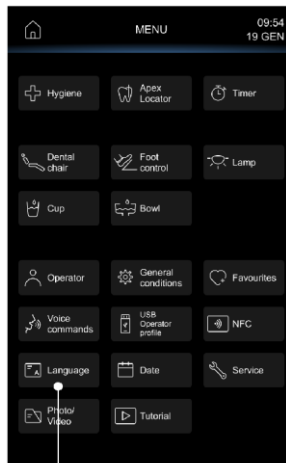 MENU
09:54
19 GEN
Hygiene
Apex
Locator
Timer
Dental
chair
Foot
control
Lamp
Cup
Bowl
Operator
General
conditions
Favourites
Voice
commands
USB
Operator
profile
NFC
Language
Date
Service
Photo/
Video
Tutorial